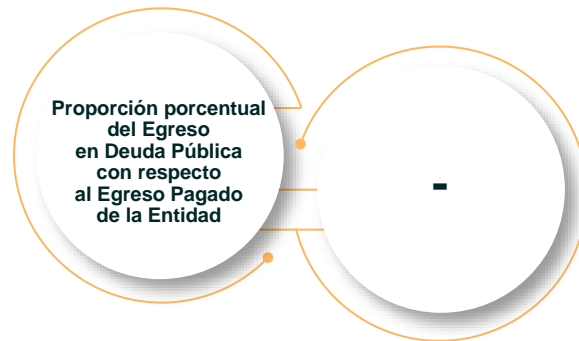 Proporción porcentual
del Egreso
en Deuda Pública
con respecto
al Egreso Pagado
de la Entidad
-